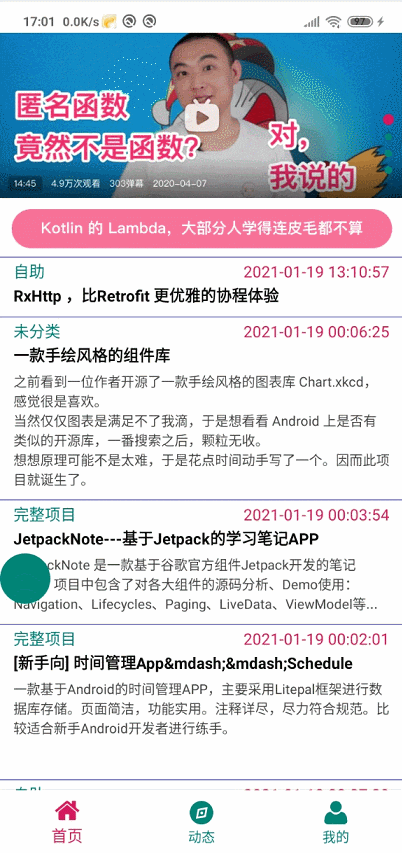 17:01 0.0K/s 97
匿名函数
竟然不是函数？
对，
我说的
14:45 4.9万次观看 303弹幕 2020-04-07
Kotlin 的 Lambda，大部分人学得连皮毛都不算
自助 2021-01-19 13:10:57
RxHttp ，比Retrofit 更优雅的协程体验
未分类 2021-01-19 00:06:25
一款手绘风格的组件库
之前看到一位作者开源了一款手绘风格的图表库 Chart.xkcd，
感觉很是喜欢。
当然仅仅图表是满足不了我滴，于是想看看 Android 上是否有
类似的开源库，一番搜索之后，颗粒无收。
想想原理可能不是太难，于是花点时间动手写了一个。因而此项
目就诞生了。
完整项目 2021-01-19 00:03:54
JetpackNote---基于Jetpack的学习笔记APP
ckNote 是一款基于谷歌官方组件Jetpack开发的笔记
项目中包含了对各大组件的源码分析、Demo使用：
Navigation、Lifecycles、Paging、LiveData、ViewModel等...
完整项目 2021-01-19 00:02:01
[新手向] 时间管理App&mdash;&mdash;Schedule
一款基于Android的时间管理APP，主要采用Litepal框架进行数
据库存储。页面简洁，功能实用。注释详尽，尽力符合规范。比
较适合新手Android开发者进行练手。
首页 动态 我的